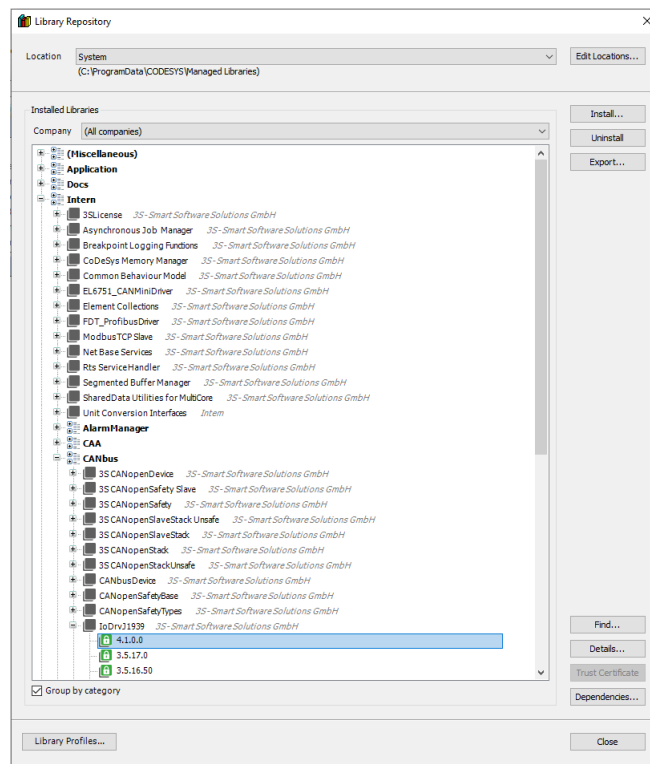 Library Repository
Location System Edit Locations...
(C:\ProgramData\CODESYS\Managed Libraries)
Installed Libraries
Install...
Company (All companies)
Uninstall
(Miscellaneous)
Export...
Application
Docs
Intern
3SLicense 3S-Smart Software Solutions GmbH
Asynchronous Job Manager 3S-Smart Software Solutions GmbH
Breakpoint Logging Functions 3S-Smart Software Solutions GmbH
CoDeSys Memory Manager 3S-Smart Software Solutions GmbH
Common Behaviour Model 3S-Smart Software Solutions GmbH
EL6751_CANMiniDriver 3S-Smart Software Solutions GmbH
Element Collections 3S-Smart Software Solutions GmbH
FDT_ProfibusDriver 3S-Smart Software Solutions GmbH
ModbusTCP Slave 3S-Smart Software Solutions GmbH
Net Base Services 3S-Smart Software Solutions GmbH
Rts ServiceHandler 3S-Smart Software Solutions GmbH
Segmented Buffer Manager 3S-Smart Software Solutions GmbH
SharedData Utilities for MultiCore 3S-Smart Software Solutions GmbH
Unit Conversion Interfaces Intern
AlarmManager
CAA
CANbus
3S CANopenDevice 3S-Smart Software Solutions GmbH
3S CANopenSafety Slave 3S-Smart Software Solutions GmbH
3S CANopenSafety 3S-Smart Software Solutions GmbH
3S CANopenSlaveStack Unsafe 3S-Smart Software Solutions GmbH
3S CANopenSlaveStack 3S-Smart Software Solutions GmbH
3S CANopenStack 3S-Smart Software Solutions GmbH
3S CANopenStackUnsafe 3S-Smart Software Solutions GmbH
CANbusDevice 3S-Smart Software Solutions GmbH
CANopenSafetyBase 3S-Smart Software Solutions GmbH
CANopenSafetyTypes 3S-Smart Software Solutions GmbH
IoDrvJ1939 3S-Smart Software Solutions GmbH
Find...
4.1.0.0
3.5.17.0
Details...
3.5.16.50
Trust Certificate
Group by category
Dependencies...
Library Profiles...
Close